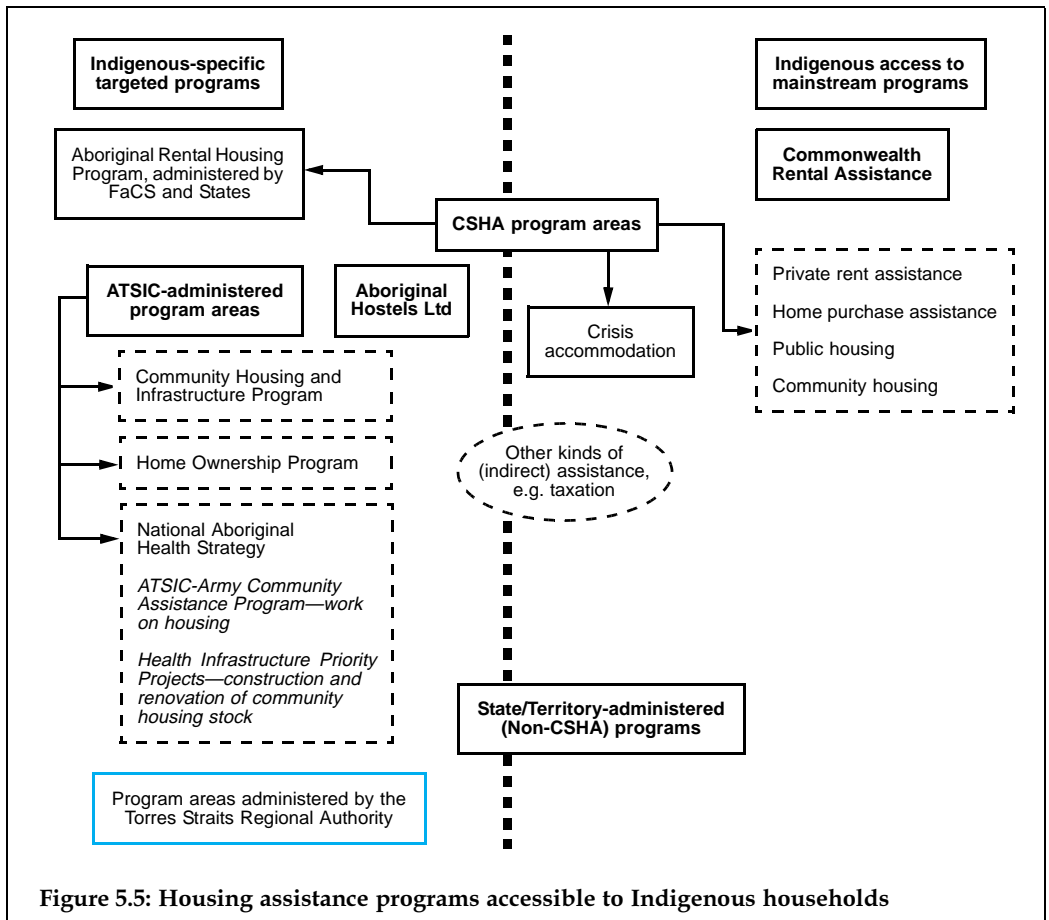 Indigenous-specific
targeted programs
Indigenous access to
mainstream programs
Aboriginal Rental Housing
Program, administered by
FaCS and States
Commonwealth
Rental Assistance
CSHA program areas
ATSIC-administered
program areas
Aboriginal
Hostels Ltd
Crisis
accommodation
Private rent assistance
Home purchase assistance
Public housing
Community housing
Community Housing and
Infrastructure Program
Home Ownership Program
Other kinds of
(indirect) assistance,
e.g. taxation
National Aboriginal
Health Strategy
ATSIC-Army Community
Assistance Program—work
on housing
Health Infrastructure Priority
Projects—construction and
renovation of community
housing stock
State/Territory-administered
(Non-CSHA) programs
Program areas administered by the
Torres Straits Regional Authority
Figure 5.5: Housing assistance programs accessible to Indigenous households